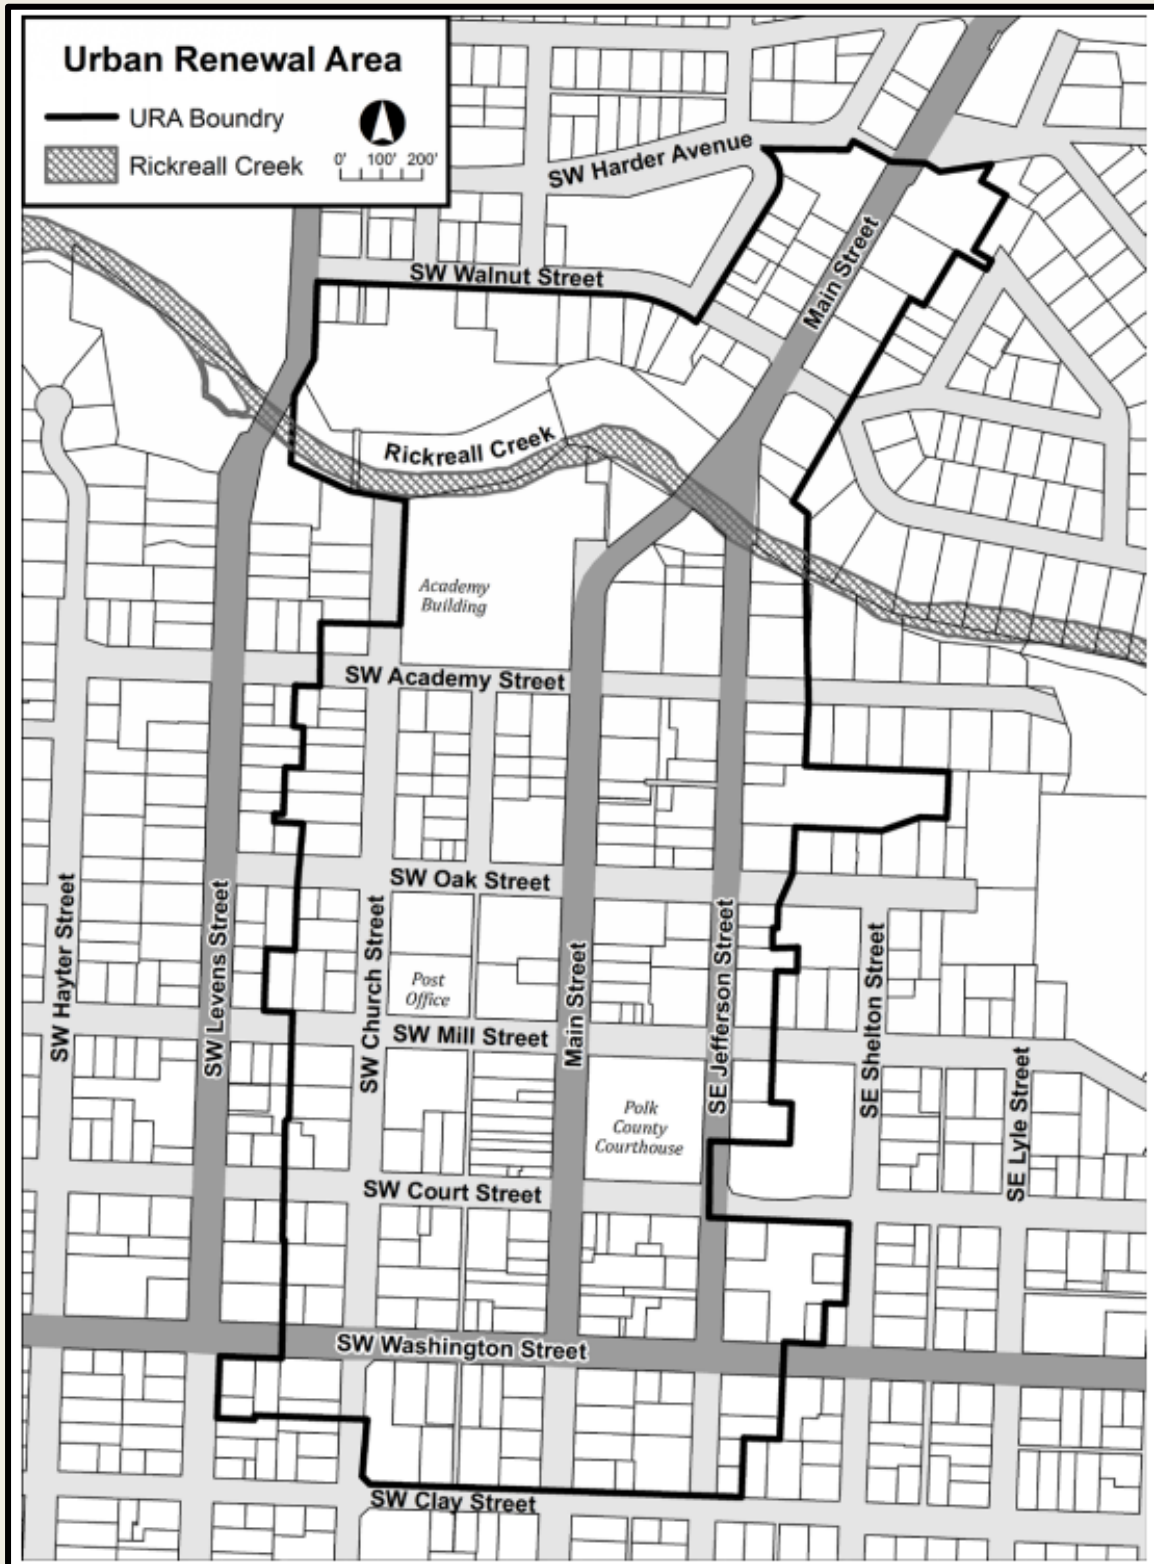 Urban Renewal Area
URA Boundry
Rickreall Creek
0' 100' 200'
SW Harder Avenue
SW Walnut Street
Main Street
Rickreall Creek
Academy
Building
SW Academy Street
SW Oak Street
SW Hayter Street
SW Levens Street
SW Church Street
Post
Office
Main Street
SE Jefferson Street
SE Shelton Street
SW Mill Street
SE Lyle Street
Polk
County
Courthouse
SW Court Street
SW Washington Street
SW Clay Street